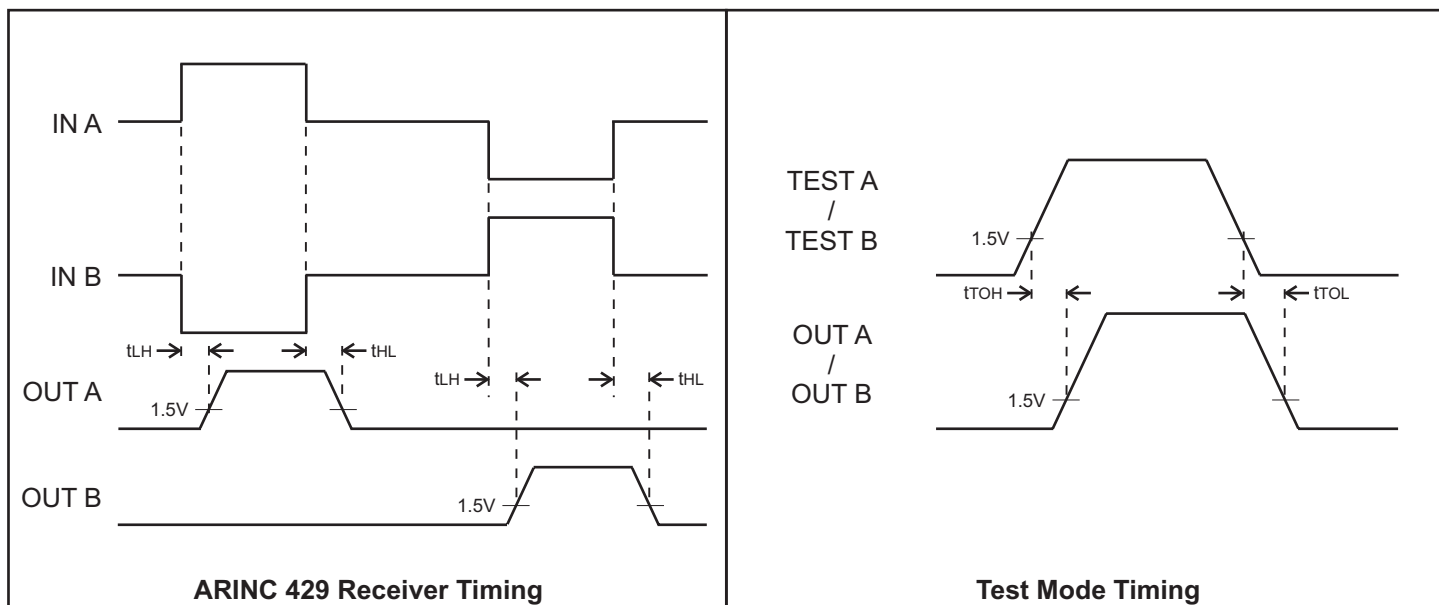 IN A
IN B
tLH
tHL
OUT A
1.5V
tLH
tHL
OUT B
1.5V
ARINC 429 Receiver Timing
TEST A
/
TEST B
1.5V
tTOH
tTOL
OUT A
/
OUT B
1.5V
Test Mode Timing